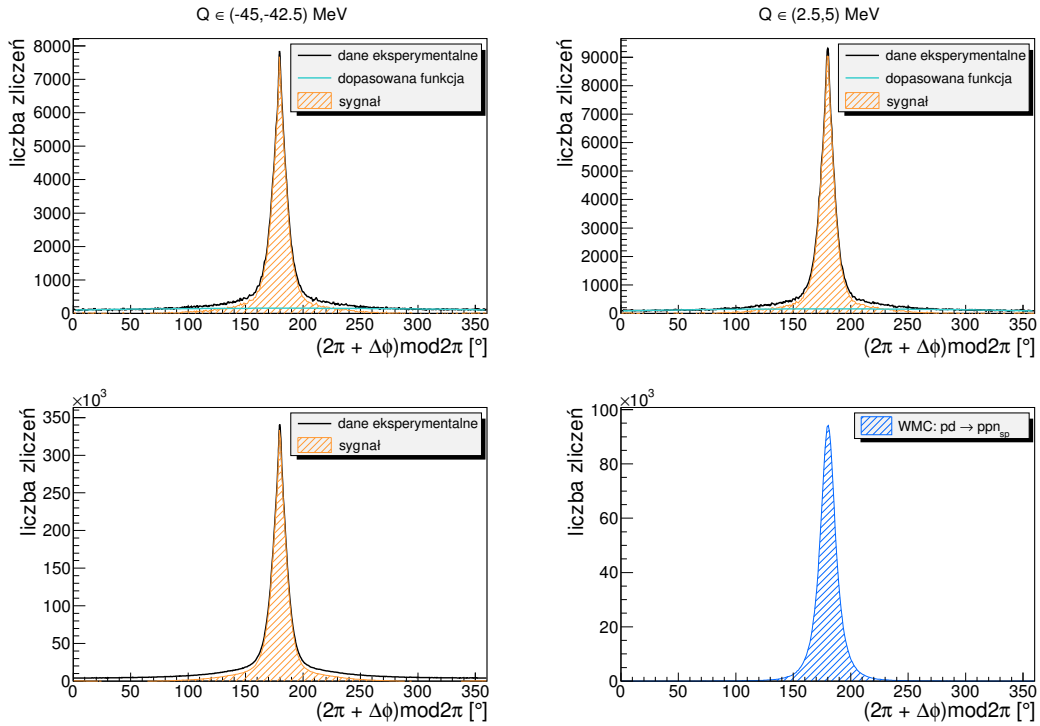 Q ∈ (-45,-42.5) MeV
liczba zliczeń
8000
7000
6000
5000
4000
3000
2000
1000
0
dane eksperymentalne
dopasowana funkcja
sygnał
0 50 100 150 200 250 300 350
(2π + Δϕ)mod2π [°]
Q ∈ (2.5,5) MeV
liczba zliczeń
9000
8000
7000
6000
5000
4000
3000
2000
1000
0
dane eksperymentalne
dopasowana funkcja
sygnał
0 50 100 150 200 250 300 350
(2π + Δϕ)mod2π [°]
×10³
liczba zliczeń
350
300
250
200
150
100
50
0
dane eksperymentalne
sygnał
0 50 100 150 200 250 300 350
(2π + Δϕ)mod2π [°]
×10³
liczba zliczeń
100
80
60
40
20
0
WMC: pd → ppn_sp
0 50 100 150 200 250 300 350
(2π + Δϕ)mod2π [°]